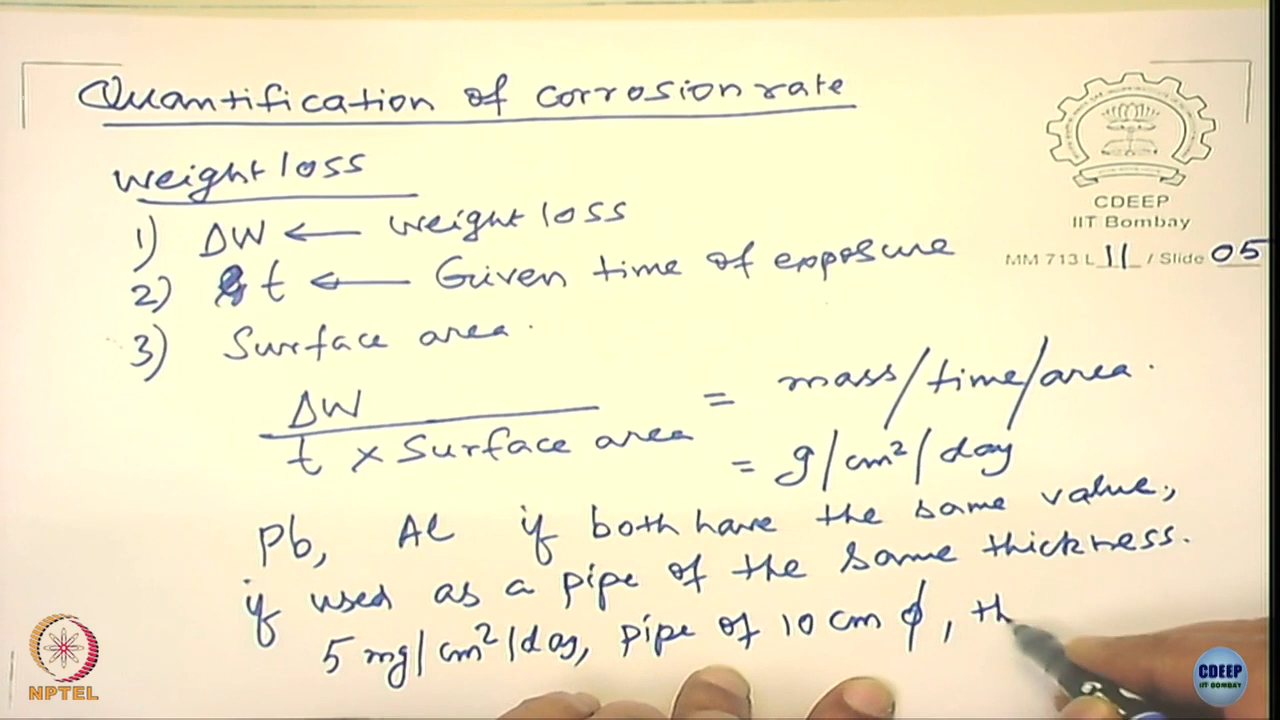 Quantification of corrosion rate
Weight loss
1) ΔW ← Weight loss
2) t ← Given time of exposure
3) Surface area.
ΔW
t × Surface area
= mass/time/area.
= g/cm²/day
Pb, Al if both have the same value,
if used as a pipe of the same thickness.
5 mg/cm²/day, pipe of 10 cm ϕ, th
CDEEP
IIT Bombay
MM 713 L 11 / Slide 05
NPTEL
CDEEP
IIT BOMBAY